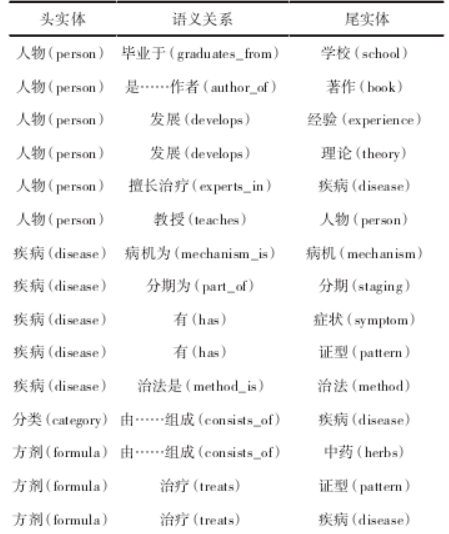 头实体 语义关系 尾实体
人物(person) 毕业于(graduates_from) 学校(school)
人物(person) 是……作者(author_of) 著作(book)
人物(person) 发展(develops) 经验(experience)
人物(person) 发展(develops) 理论(theory)
人物(person) 擅长治疗(experts_in) 疾病(disease)
人物(person) 教授(teaches) 人物(person)
疾病(disease) 病机为(mechanism_is) 病机(mechanism)
疾病(disease) 分期为(part_of) 分期(staging)
疾病(disease) 有(has) 症状(symptom)
疾病(disease) 有(has) 证型(pattern)
疾病(disease) 治法是(method_is) 治法(method)
分类(category) 由……组成(consists_of) 疾病(disease)
方剂(formula) 由……组成(consists_of) 中药(herbs)
方剂(formula) 治疗(treats) 证型(pattern)
方剂(formula) 治疗(treats) 疾病(disease)